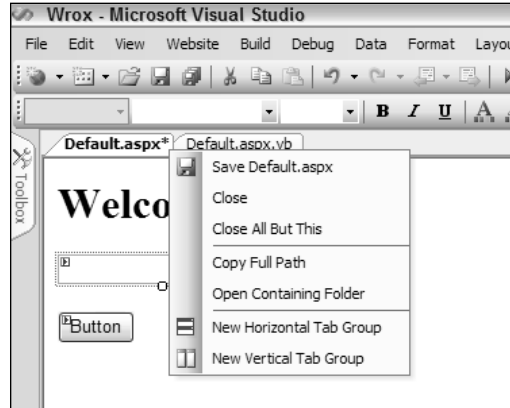 Wrox - Microsoft Visual Studio
File Edit View Website Build Debug Data Format Layou
B I U A
Default.aspx* Default.aspx.vb
Toolbox
Save Default.aspx
Welco
Close
Close All But This
Copy Full Path
Open Containing Folder
Button
New Horizontal Tab Group
New Vertical Tab Group